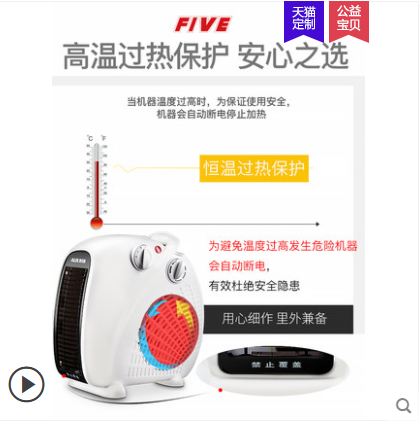 天猫
定制
公益
宝贝
FIVE
高温过热保护 安心之选
当机器温度过高时，为保证使用安全，
机器会自动断电停止加热
°C
°F
恒温过热保护
为避免温度过高发生危险机器
会自动断电，
有效杜绝安全隐患
用心细作 里外兼备
禁止覆盖